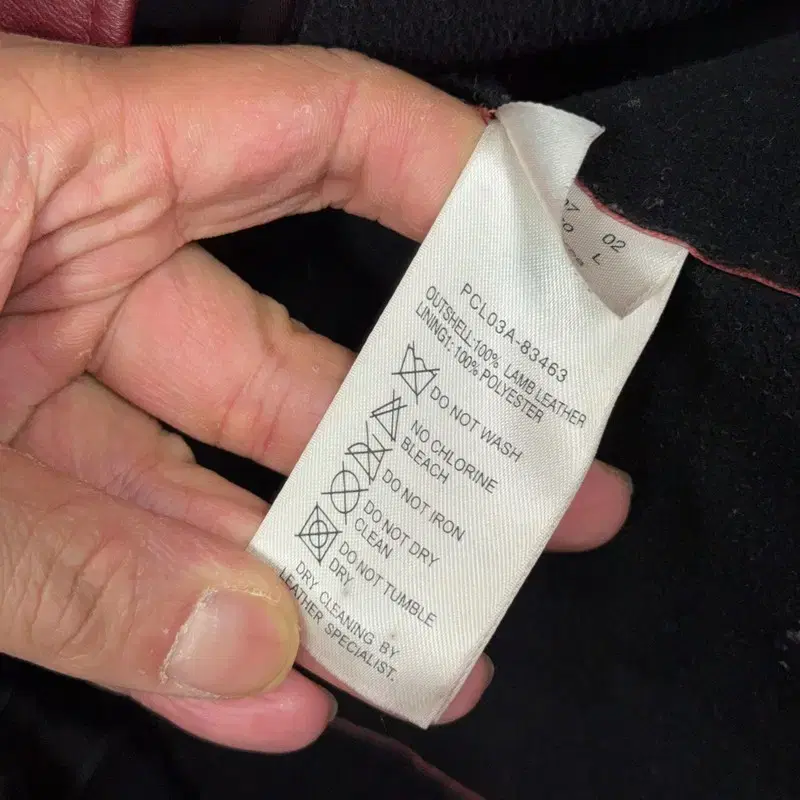 02
L
PCL03A-83463
OUTSHELL:100% LAMB LEATHER
LINING1:100% POLYESTER
DO NOT WASH
NO CHLORINE
BLEACH
DO NOT IRON
DO NOT DRY
CLEAN
DO NOT TUMBLE
DRY
DRY CLEANING BY
LEATHER SPECIALIST.